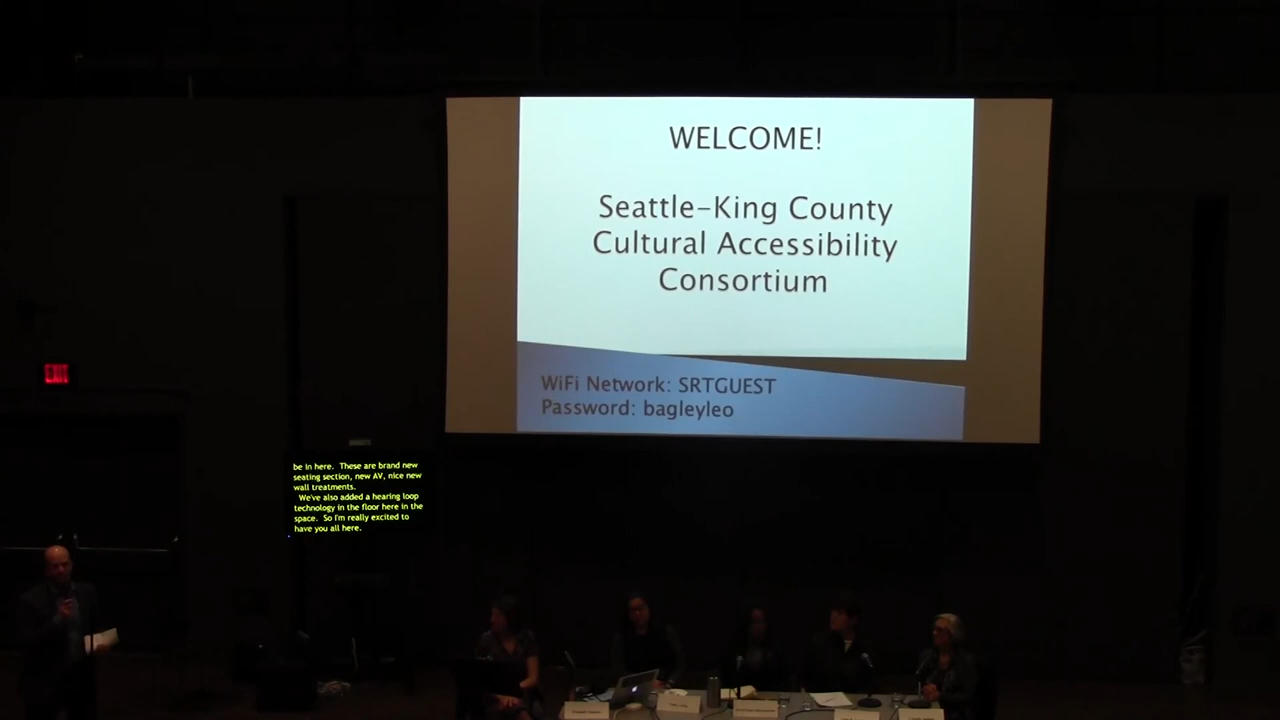 WELCOME!
Seattle-King County
Cultural Accessibility
Consortium
WiFi Network: SRTGUEST
Password: bagleyleo
EXIT
be in here. These are brand new
seating section, new AV, nice new
wall treatments.
We've also added a hearing loop
technology in the floor here in the
space. So I'm really excited to
have you all here.